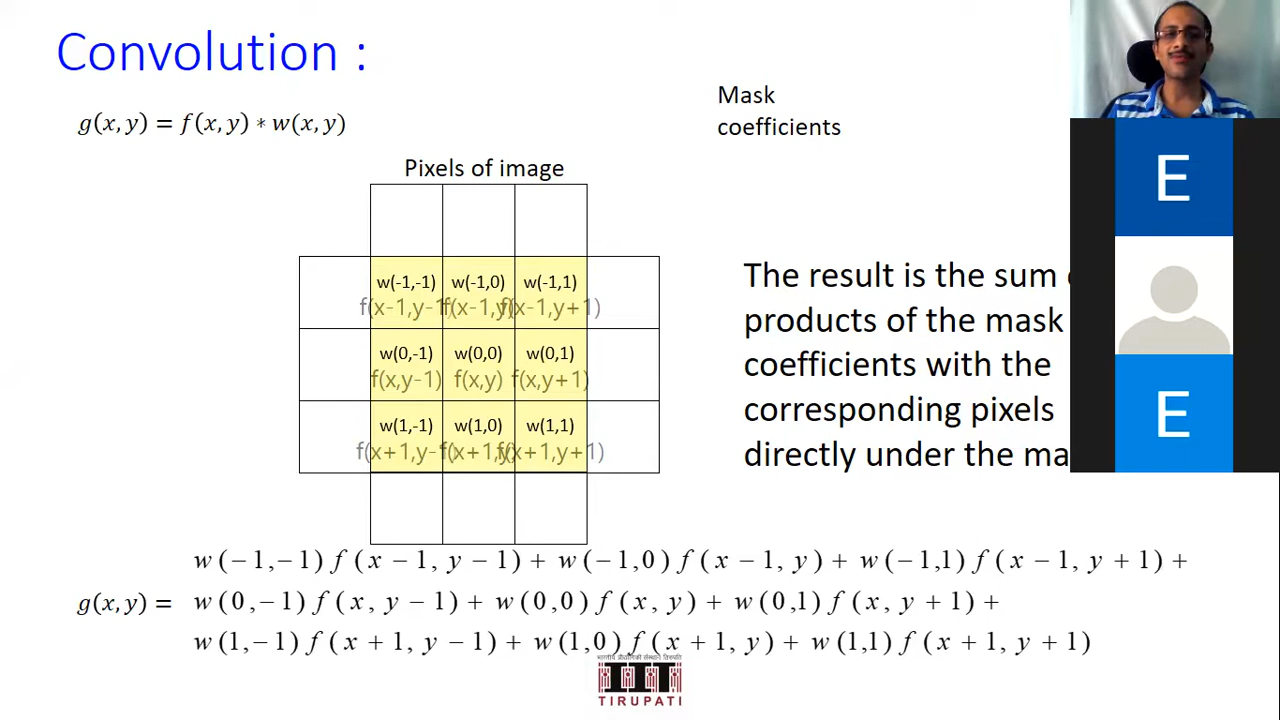 Convolution :
g(x, y) = f(x, y) ∗ w(x, y)
Mask
coefficients
Pixels of image
w(-1,-1) w(-1,0) w(-1,1)
f(x-1,y-1) f(x-1,y) f(x-1,y+1)
w(0,-1) w(0,0) w(0,1)
f(x,y-1) f(x,y) f(x,y+1)
w(1,-1) w(1,0) w(1,1)
f(x+1,y-1) f(x+1,y) f(x+1,y+1)
The result is the sum
products of the mask
coefficients with the
corresponding pixels
directly under the
E
E
w(−1,−1)f(x − 1, y − 1) + w(−1,0)f(x − 1, y) + w(−1,1)f(x − 1, y + 1) +
g(x, y) = w(0,−1)f(x, y − 1) + w(0,0)f(x, y) + w(0,1)f(x, y + 1) +
w(1,−1)f(x + 1, y − 1) + w(1,0)f(x + 1, y) + w(1,1)f(x + 1, y + 1)
भारतीय प्रौद्योगिकी संस्थान तिरुपति
TIRUPATI